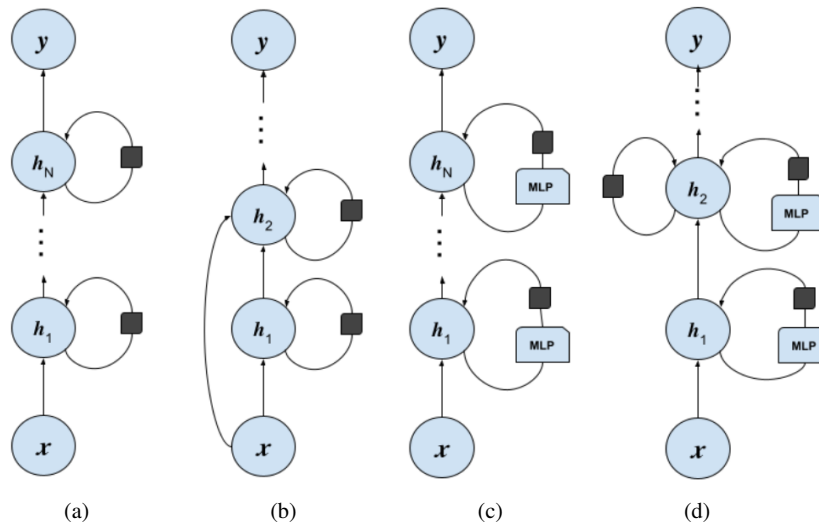 y
h_N
⋮
h_1
x
(a)
y
⋮
h_2
h_1
x
(b)
y
h_N
MLP
⋮
h_1
MLP
x
(c)
y
⋮
h_2
MLP
h_1
MLP
x
(d)